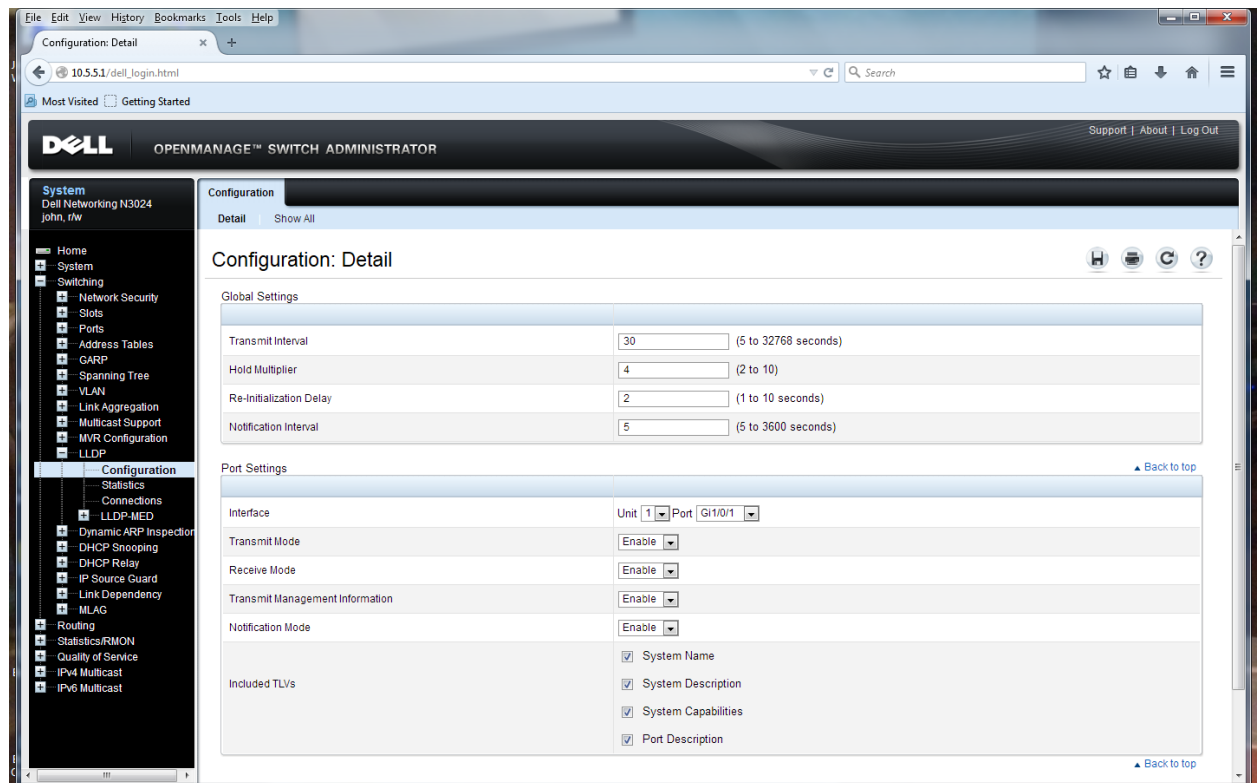 File Edit View History Bookmarks Tools Help
Configuration: Detail
10.5.5.1/dell_login.html
Search
Most Visited Getting Started
DELL OPENMANAGE™ SWITCH ADMINISTRATOR
Support | About | Log Out
System
Dell Networking N3024
john, r/w
Home
System
Switching
Network Security
Slots
Ports
Address Tables
GARP
Spanning Tree
VLAN
Link Aggregation
Multicast Support
MVR Configuration
LLDP
Configuration
Statistics
Connections
LLDP-MED
Dynamic ARP Inspection
DHCP Snooping
DHCP Relay
IP Source Guard
Link Dependency
MLAG
Routing
Statistics/RMON
Quality of Service
IPv4 Multicast
IPv6 Multicast
Configuration
Detail Show All
Configuration: Detail
Global Settings
Transmit Interval 30 (5 to 32768 seconds)
Hold Multiplier 4 (2 to 10)
Re-Initialization Delay 2 (1 to 10 seconds)
Notification Interval 5 (5 to 3600 seconds)
Port Settings Back to top
Interface Unit 1 Port Gi1/0/1
Transmit Mode Enable
Receive Mode Enable
Transmit Management Information Enable
Notification Mode Enable
Included TLVs
System Name
System Description
System Capabilities
Port Description
Back to top